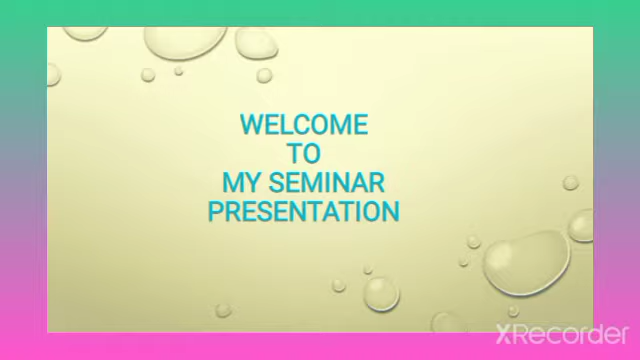 WELCOME
TO
MY SEMINAR
PRESENTATION
XRecorder